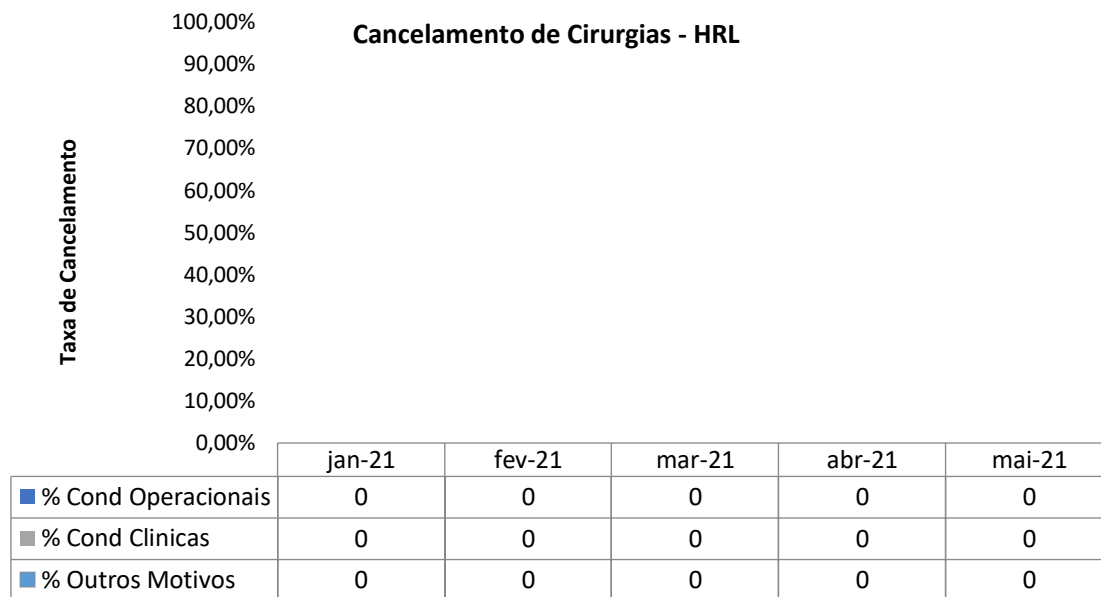 Cancelamento de Cirurgias - HRL
Taxa de Cancelamento
100,00%
90,00%
80,00%
70,00%
60,00%
50,00%
40,00%
30,00%
20,00%
10,00%
0,00%
jan-21 fev-21 mar-21 abr-21 mai-21
% Cond Operacionais 0 0 0 0 0
% Cond Clinicas 0 0 0 0 0
% Outros Motivos 0 0 0 0 0